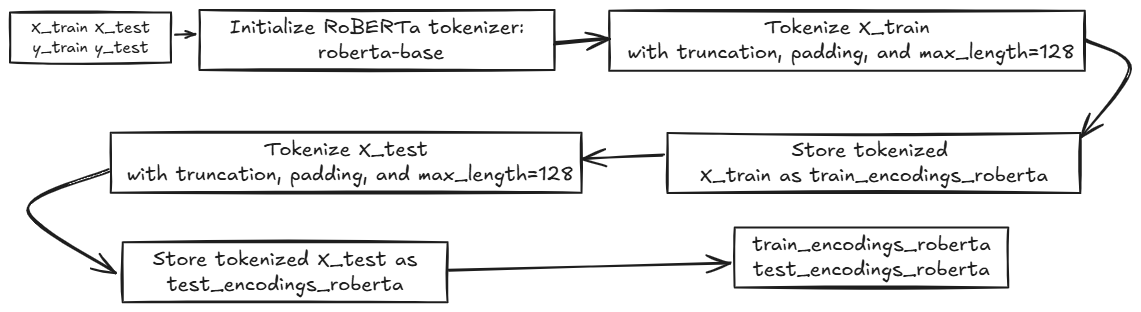 X_train X_test
y_train y_test
Initialize RoBERTa tokenizer:
roberta-base
Tokenize X_train
with truncation, padding, and max_length=128
Store tokenized
X_train as train_encodings_roberta
Tokenize X_test
with truncation, padding, and max_length=128
Store tokenized X_test as
test_encodings_roberta
train_encodings_roberta
test_encodings_roberta